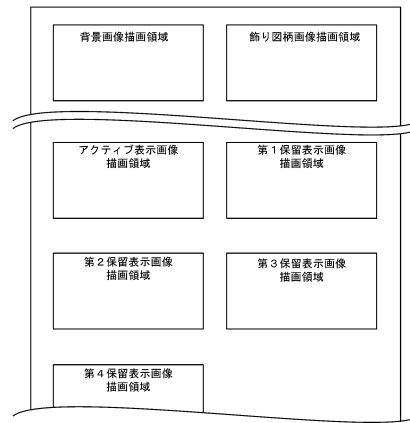 背景画像描画領域
飾り図柄画像描画領域
アクティブ表示画像
描画領域
第１保留表示画像
描画領域
第２保留表示画像
描画領域
第３保留表示画像
描画領域
第４保留表示画像
描画領域